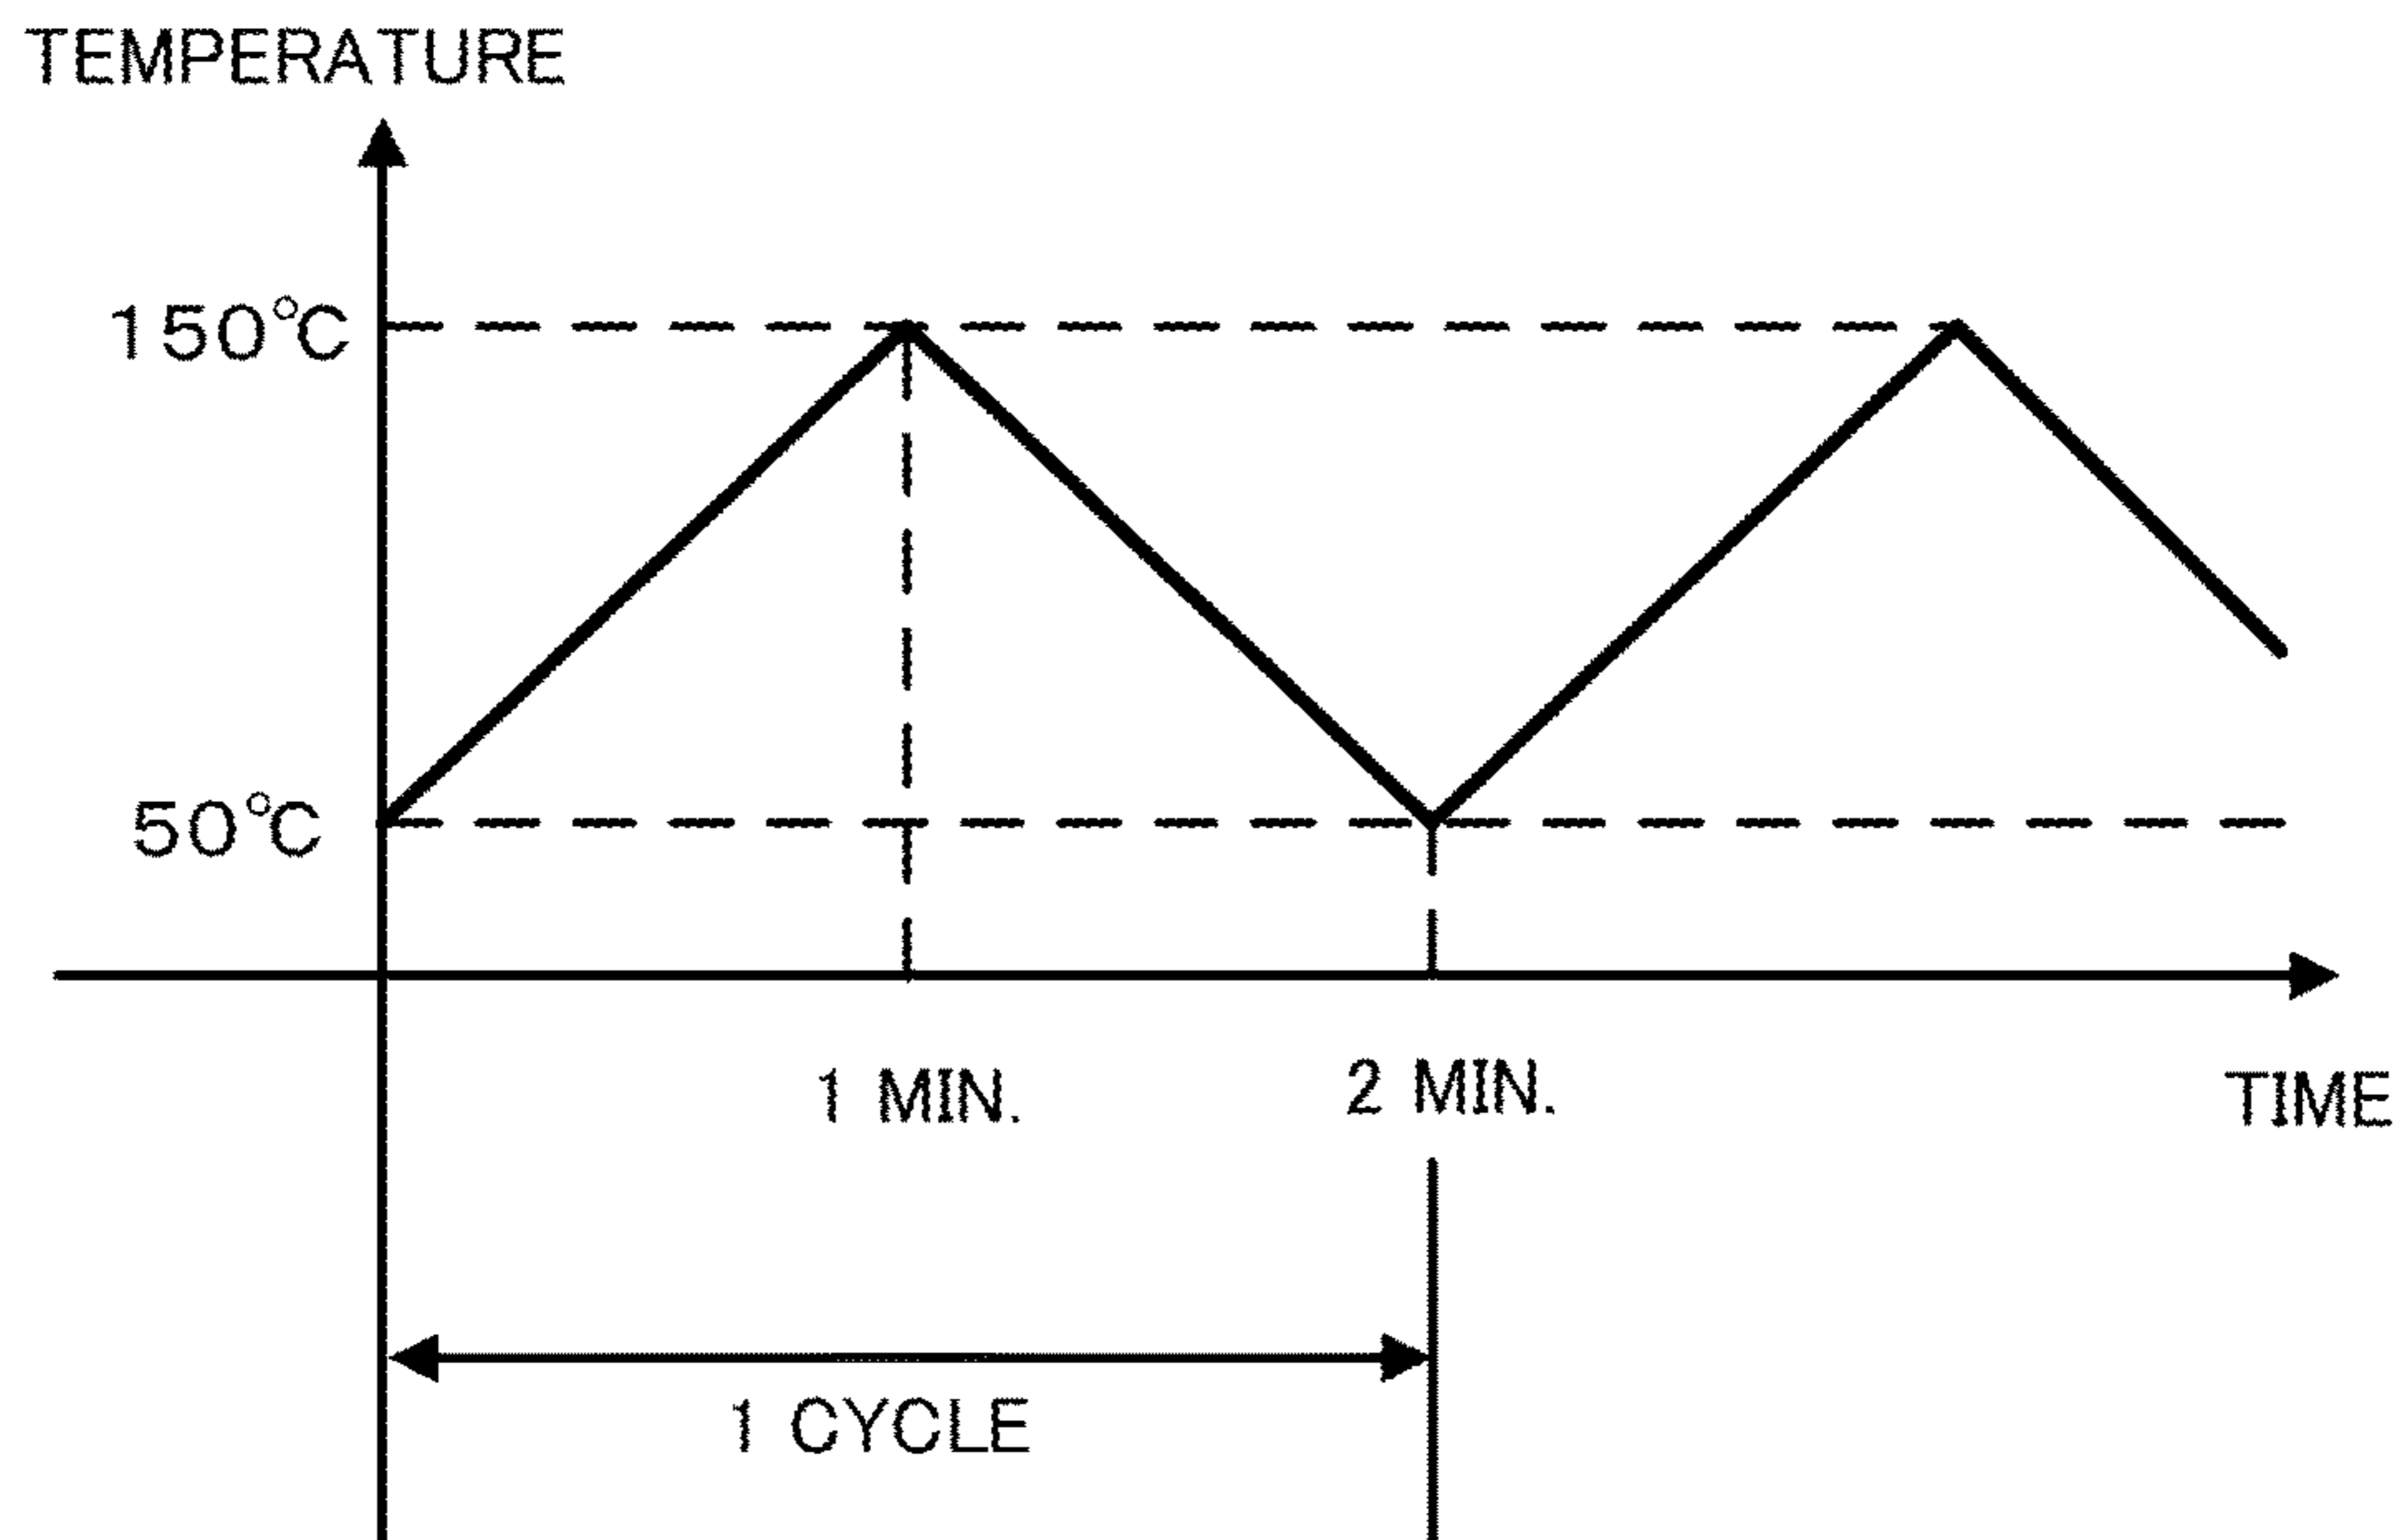 TEMPERATURE
150℃
50℃
1 MIN.
2 MIN.
TIME
1 CYCLE